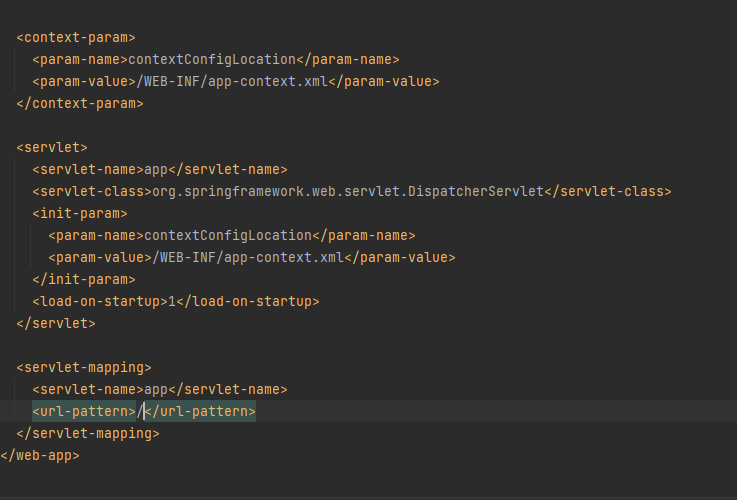 <context-param>
<param-name>contextConfigLocation</param-name>
<param-value>/WEB-INF/app-context.xml</param-value>
</context-param>
<servlet>
<servlet-name>app</servlet-name>
<servlet-class>org.springframework.web.servlet.DispatcherServlet</servlet-class>
<init-param>
<param-name>contextConfigLocation</param-name>
<param-value>/WEB-INF/app-context.xml</param-value>
</init-param>
<load-on-startup>1</load-on-startup>
</servlet>
<servlet-mapping>
<servlet-name>app</servlet-name>
<url-pattern>/</url-pattern>
</servlet-mapping>
</web-app>